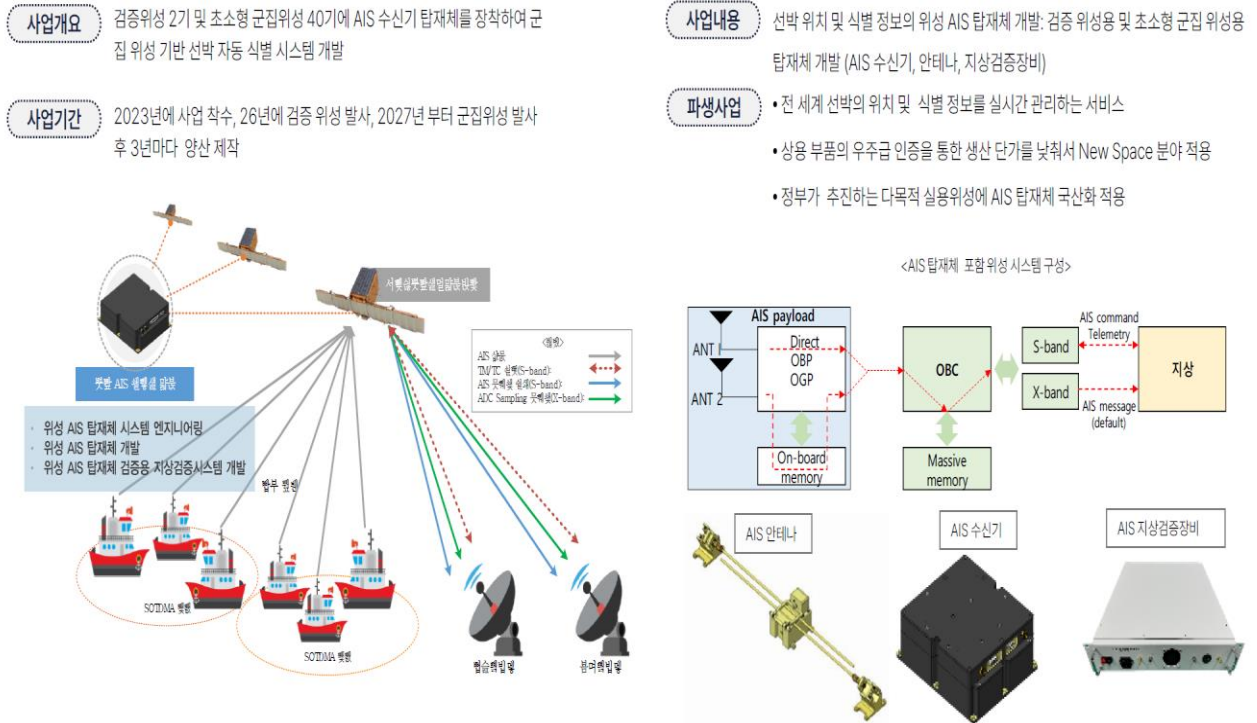 사업개요
검증위성 2기 및 초소형 군집위성 40기에 AIS 수신기 탑재체를 장착하여 군
집 위성 기반 선박 자동 식별 시스템 개발
사업기간
2023년에 사업 착수, 26년에 검증 위성 발사, 2027년 부터 군집위성 발사
후 3년마다 양산 제작
AIS
TM/TC (S-band):
AIS (S-band):
ADC Sampling (X-band):
AIS
· 위성 AIS 탑재체 시스템 엔지니어링
· 위성 AIS 탑재체 개발
· 위성 AIS 탑재체 검증용 지상검증시스템 개발
SOTDMA
SOTDMA
사업내용
선박 위치 및 식별 정보의 위성 AIS 탑재체 개발: 검증 위성용 및 초소형 군집 위성용
탑재체 개발 (AIS 수신기, 안테나, 지상검증장비)
파생사업
• 전 세계 선박의 위치 및 식별 정보를 실시간 관리하는 서비스
• 상용 부품의 우주급 인증을 통한 생산 단가를 낮춰서 New Space 분야 적용
• 정부가 추진하는 다목적 실용위성에 AIS 탑재체 국산화 적용
<AIS 탑재체 포함 위성 시스템 구성>
AIS payload
ANT 1
ANT 2
Direct
OBP
OGP
On-board
memory
OBC
Massive
memory
S-band
X-band
AIS command
Telemetry
AIS message
(default)
지상
AIS 안테나
AIS 수신기
AIS 지상검증장비